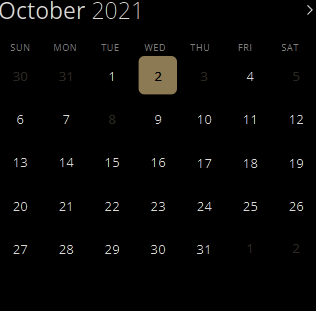 October 2021
SUN MON TUE WED THU FRI SAT
30 31 1 2 3 4 5
6 7 8 9 10 11 12
13 14 15 16 17 18 19
20 21 22 23 24 25 26
27 28 29 30 31 1 2